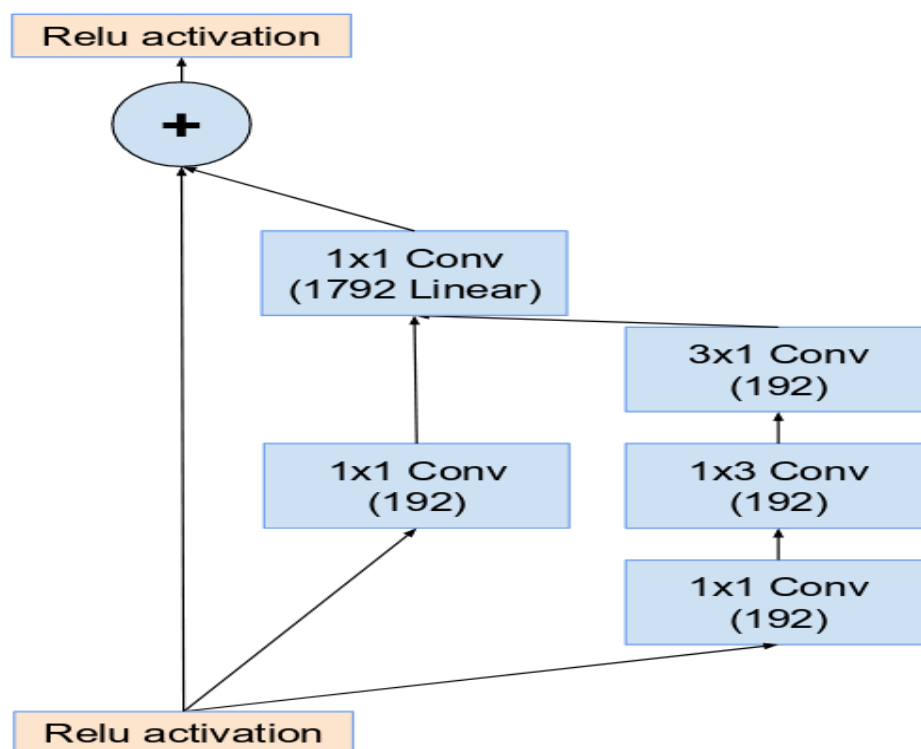 Relu activation
+
1x1 Conv
(1792 Linear)
3x1 Conv
(192)
1x1 Conv
(192)
1x3 Conv
(192)
1x1 Conv
(192)
Relu activation